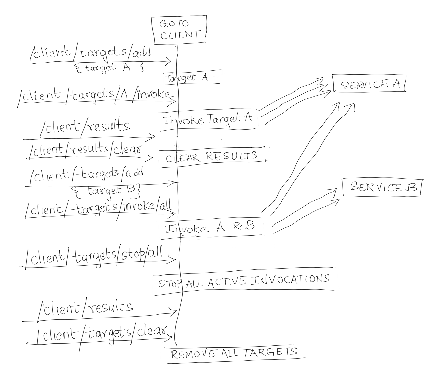 GO TO
CLIENT
/client/targets/add
{ target A }
Target A
/client/targets/A/invoke
Invoke Target A
SERVICE A
/client/results
/client/results/clear
CLEAR RESULTS
/client/targets/add
{ target B }
SERVICE B
/client/targets/invoke/all
Invoke A & B
/client/targets/stop/all
STOP ALL ACTIVE INVOCATIONS
/client/results
/client/targets/clear
REMOVE ALL TARGETS